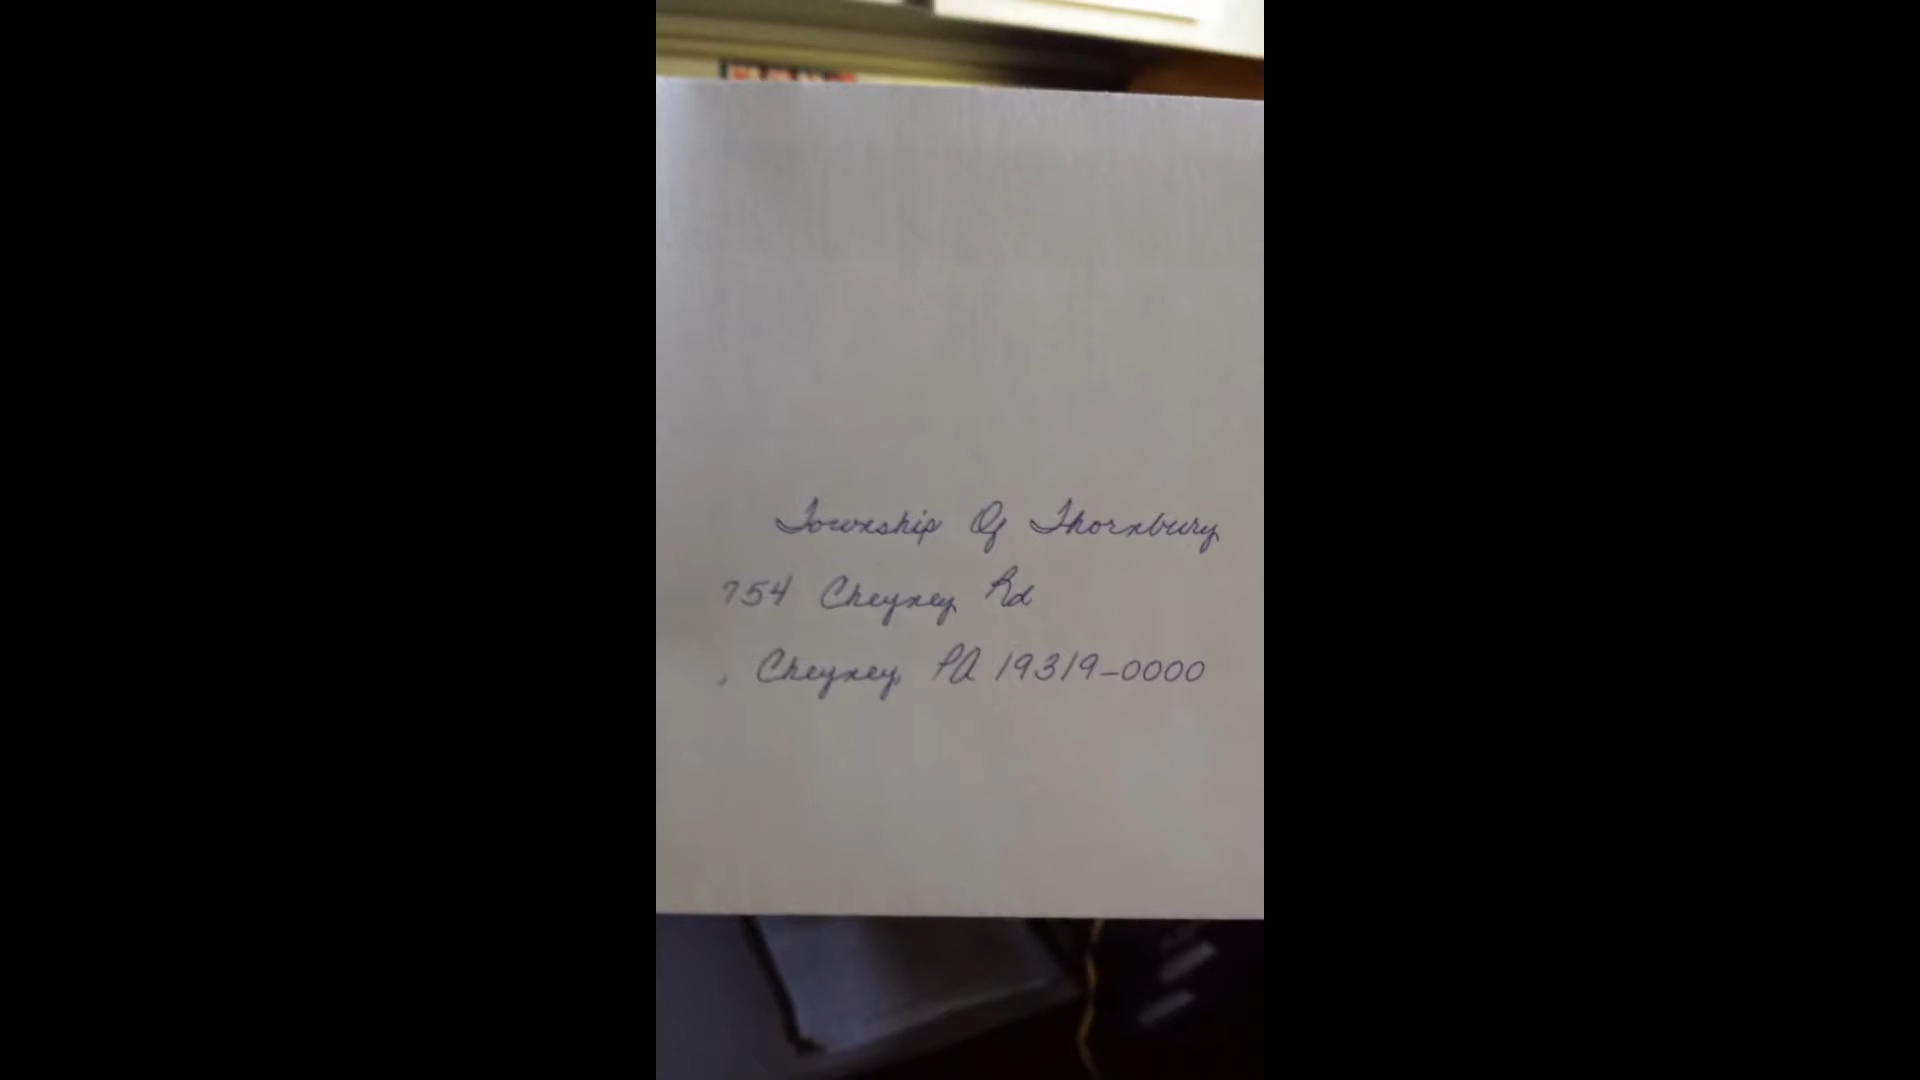 Township Of Thornbury
754 Cheyney Rd
, Cheyney, PA 19319-0000